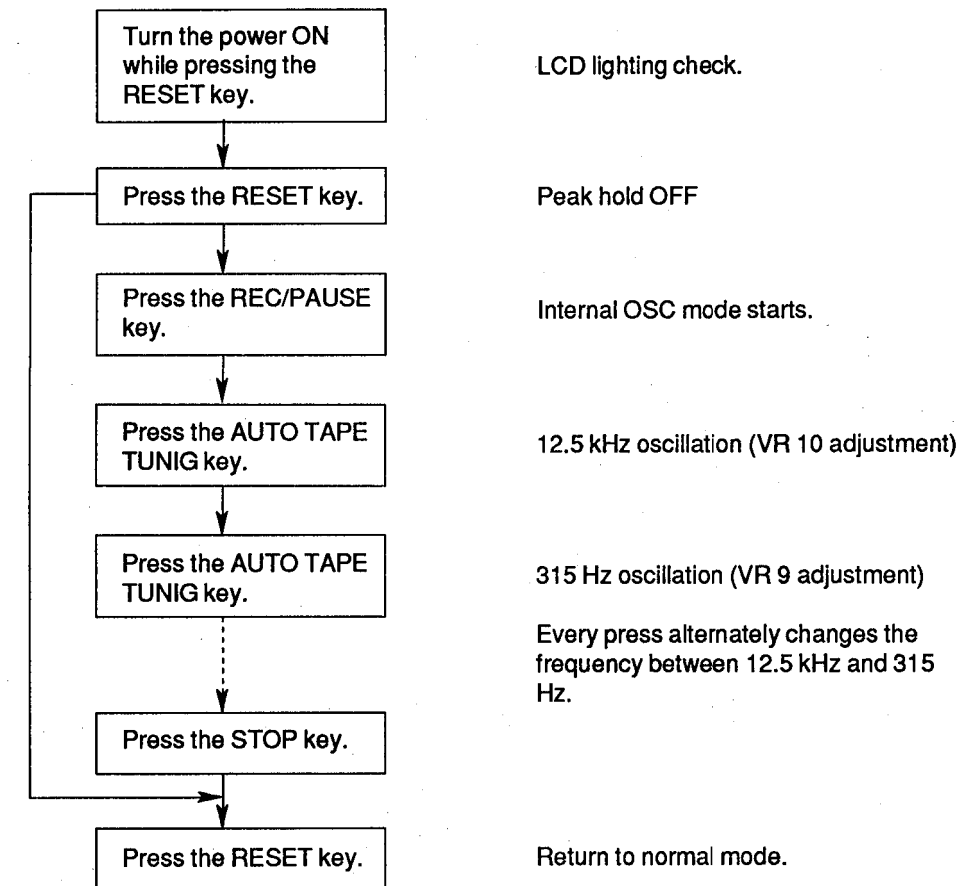 Turn the power ON
while pressing the
RESET key.
LCD lighting check.
Press the RESET key.
Peak hold OFF
Press the REC/PAUSE
key.
Internal OSC mode starts.
Press the AUTO TAPE
TUNIG key.
12.5 kHz oscillation (VR 10 adjustment)
Press the AUTO TAPE
TUNIG key.
315 Hz oscillation (VR 9 adjustment)
Every press alternately changes the
frequency between 12.5 kHz and 315
Hz.
Press the STOP key.
Press the RESET key.
Return to normal mode.